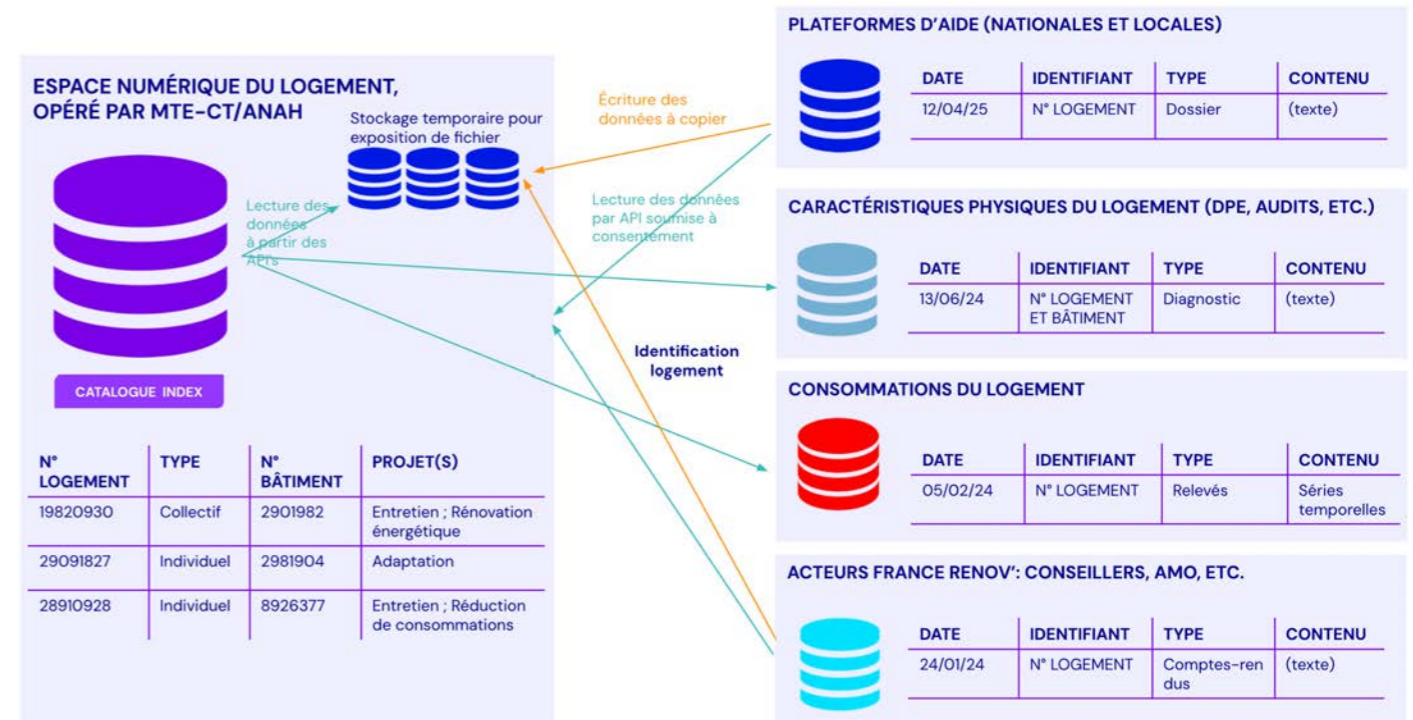 ESPACE NUMÉRIQUE DU LOGEMENT,
OPÉRÉ PAR MTE-CT/ANAH
Stockage temporaire pour
exposition de fichier
Lecture des
données
à partir des
API's
CATALOGUE INDEX
N°
LOGEMENT
TYPE
N°
BÂTIMENT
PROJET(S)
19820930
Collectif
2901982
Entretien ; Rénovation
énergétique
29091827
Individuel
2981904
Adaptation
28910928
Individuel
8926377
Entretien ; Réduction
de consommations
Écriture des
données à copier
Lecture des données
par API soumise à
consentement
Identification
logement
PLATEFORMES D'AIDE (NATIONALES ET LOCALES)
DATE
IDENTIFIANT
TYPE
CONTENU
12/04/25
N° LOGEMENT
Dossier
(texte)
CARACTÉRISTIQUES PHYSIQUES DU LOGEMENT (DPE, AUDITS, ETC.)
DATE
IDENTIFIANT
TYPE
CONTENU
13/06/24
N° LOGEMENT
ET BÂTIMENT
Diagnostic
(texte)
CONSOMMATIONS DU LOGEMENT
DATE
IDENTIFIANT
TYPE
CONTENU
05/02/24
N° LOGEMENT
Relevés
Séries
temporelles
ACTEURS FRANCE RENOV': CONSEILLERS, AMO, ETC.
DATE
IDENTIFIANT
TYPE
CONTENU
24/01/24
N° LOGEMENT
Comptes-ren
dus
(texte)